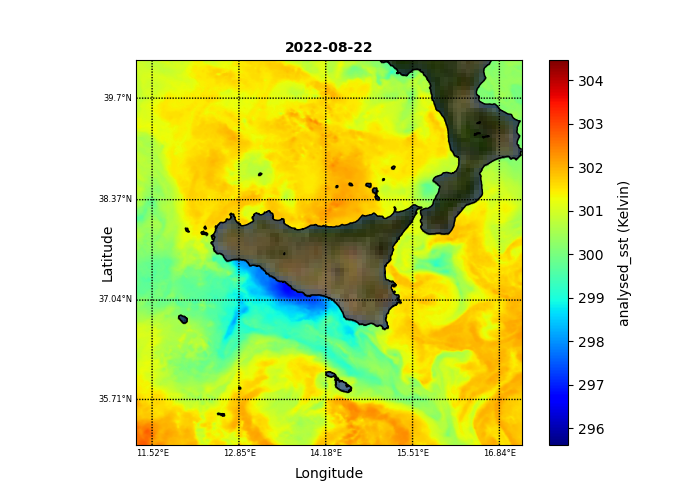 2022-08-22
39.7°N
38.37°N
37.04°N
35.71°N
Latitude
11.52°E 12.85°E 14.18°E 15.51°E 16.84°E
Longitude
304
303
302
301
300
299
298
297
296
analysed_sst (Kelvin)